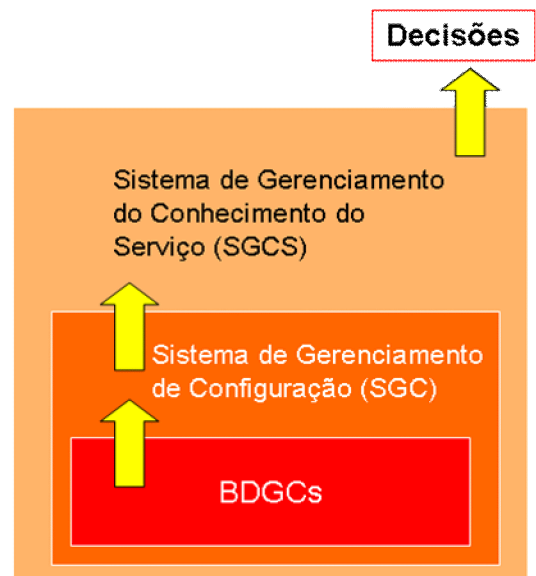 Decisões
Sistema de Gerenciamento
do Conhecimento do
Serviço (SGCS)
Sistema de Gerenciamento
de Configuração (SGC)
BDGCs